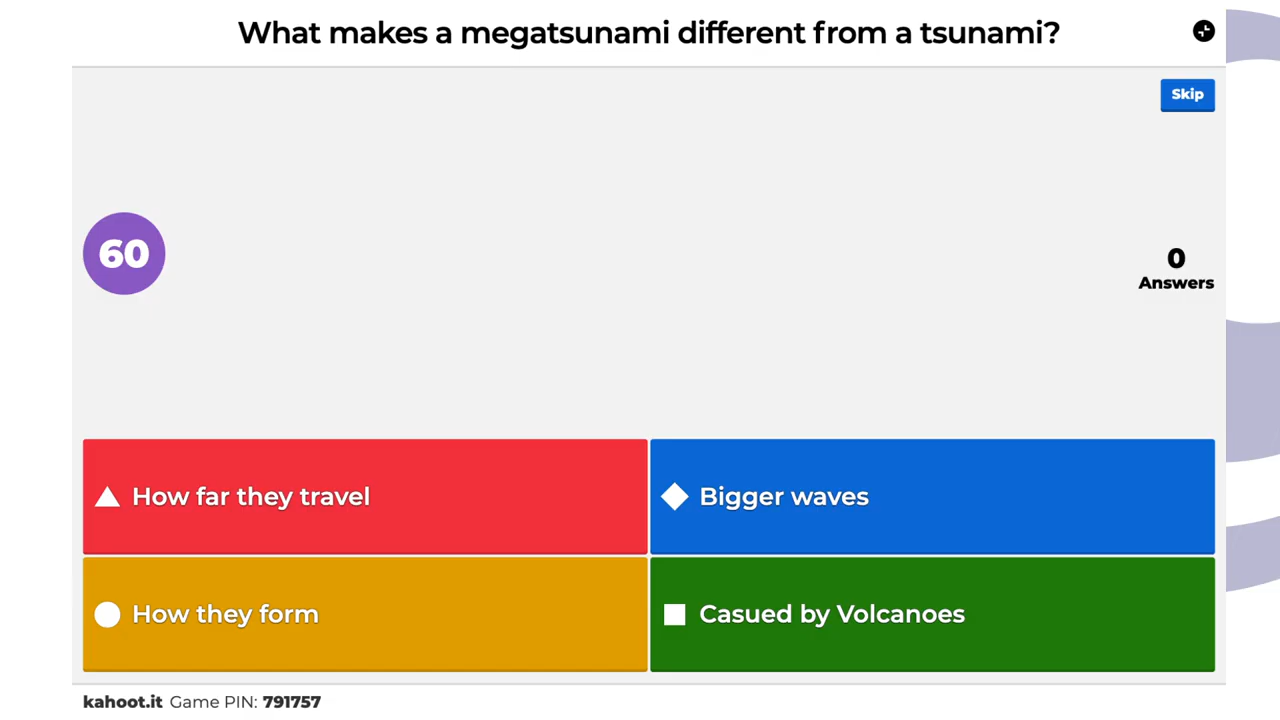 What makes a megatsunami different from a tsunami?
Skip
60
0
Answers
How far they travel
Bigger waves
How they form
Casued by Volcanoes
kahoot.it Game PIN: 791757